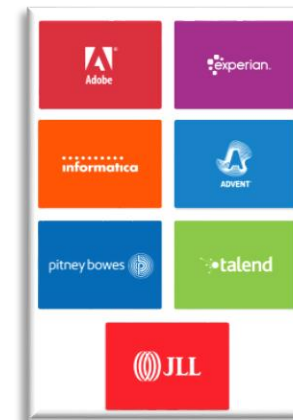 Adobe
experian.
informatica
ADVENT
pitney bowes
talend
JLL